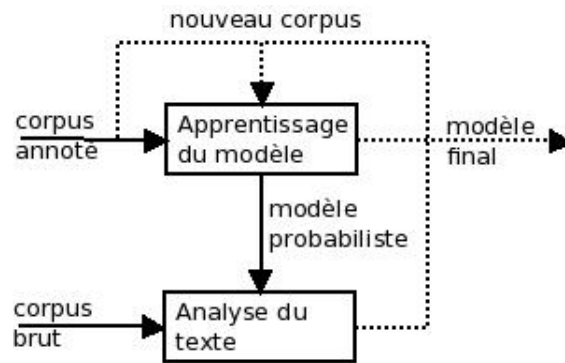 nouveau corpus
corpus
annoté
Apprentissage
du modèle
modèle
final
modèle
probabiliste
corpus
brut
Analyse du
texte